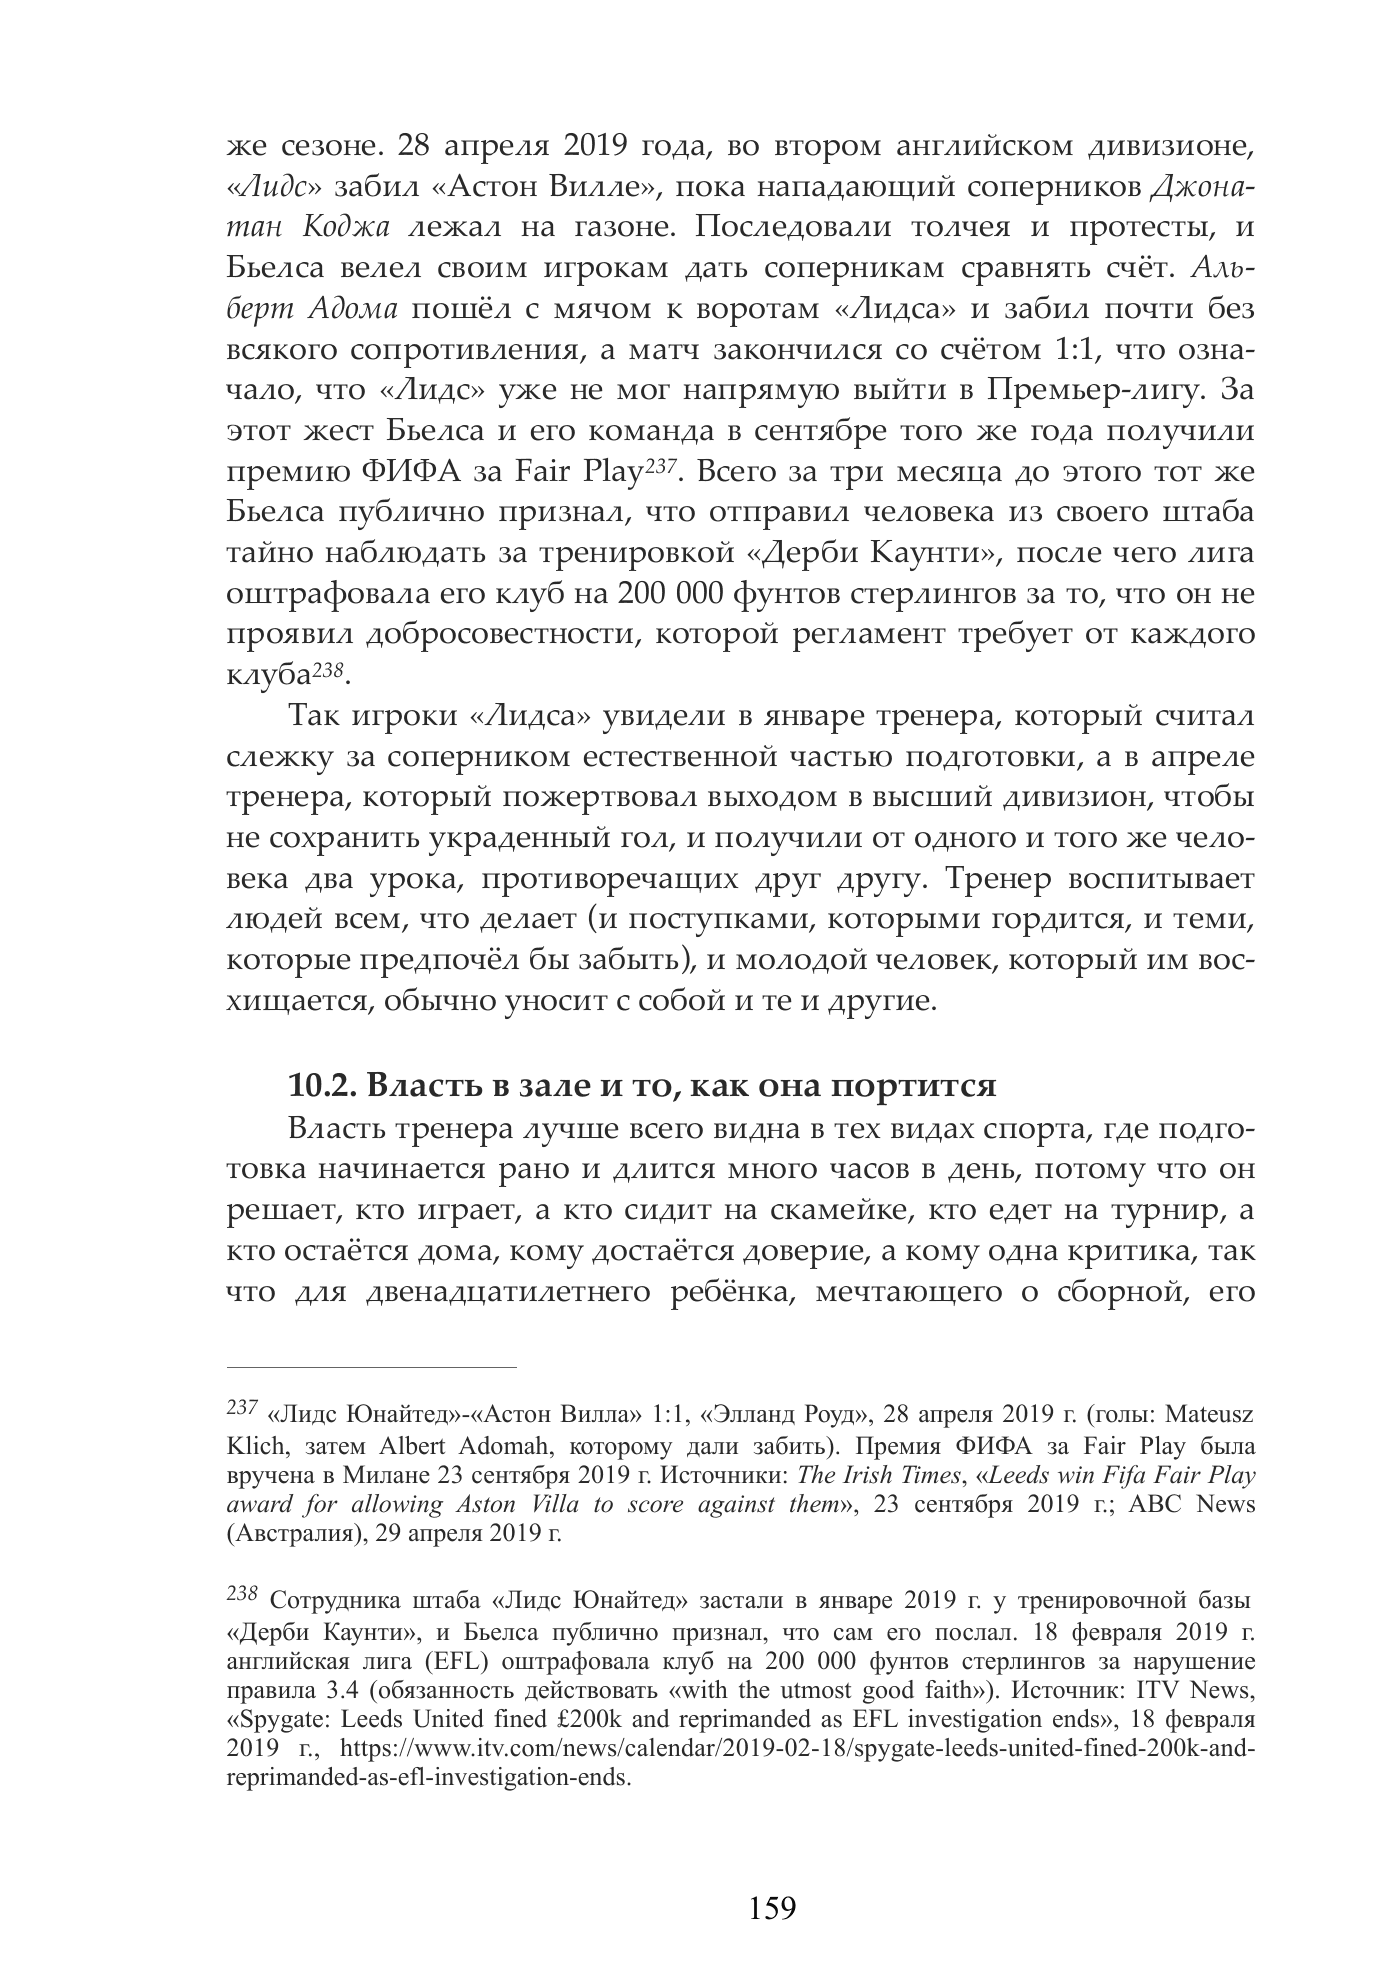 же сезоне. 28 апреля 2019 года, во втором английском дивизионе,
«Лидс» забил «Астон Вилле», пока нападающий соперников Джона-
тан Коджа лежал на газоне. Последовали толчея и протесты, и
Бьелса велел своим игрокам дать соперникам сравнять счёт. Аль-
берт Адома пошёл с мячом к воротам «Лидса» и забил почти без
всякого сопротивления, а матч закончился со счётом 1:1, что озна-
чало, что «Лидс» уже не мог напрямую выйти в Премьер-лигу. За
этот жест Бьелса и его команда в сентябре того же года получили
премию ФИФА за Fair Play237. Всего за три месяца до этого тот же
Бьелса публично признал, что отправил человека из своего штаба
тайно наблюдать за тренировкой «Дерби Каунти», после чего лига
оштрафовала его клуб на 200 000 фунтов стерлингов за то, что он не
проявил добросовестности, которой регламент требует от каждого
клуба238.
Так игроки «Лидса» увидели в январе тренера, который считал
слежку за соперником естественной частью подготовки, а в апреле
тренера, который пожертвовал выходом в высший дивизион, чтобы
не сохранить украденный гол, и получили от одного и того же чело-
века два урока, противоречащих друг другу. Тренер воспитывает
людей всем, что делает (и поступками, которыми гордится, и теми,
которые предпочёл бы забыть), и молодой человек, который им вос-
хищается, обычно уносит с собой и те и другие.
10.2. Власть в зале и то, как она портится
Власть тренера лучше всего видна в тех видах спорта, где подго-
товка начинается рано и длится много часов в день, потому что он
решает, кто играет, а кто сидит на скамейке, кто едет на турнир, а
кто остаётся дома, кому достаётся доверие, а кому одна критика, так
что для двенадцатилетнего ребёнка, мечтающего о сборной, его
237 «Лидс Юнайтед»-«Астон Вилла» 1:1, «Элланд Роуд», 28 апреля 2019 г. (голы: Mateusz
Klich, затем Albert Adomah, которому дали забить). Премия ФИФА за Fair Play была
вручена в Милане 23 сентября 2019 г. Источники: The Irish Times, «Leeds win Fifa Fair Play
award for allowing Aston Villa to score against them», 23 сентября 2019 г.; ABC News
(Австралия), 29 апреля 2019 г.
238 Сотрудника штаба «Лидс Юнайтед» застали в январе 2019 г. у тренировочной базы
«Дерби Каунти», и Бьелса публично признал, что сам его послал. 18 февраля 2019 г.
английская лига (EFL) оштрафовала клуб на 200 000 фунтов стерлингов за нарушение
правила 3.4 (обязанность действовать «with the utmost good faith»). Источник: ITV News,
«Spygate: Leeds United fined £200k and reprimanded as EFL investigation ends», 18 февраля
2019 г., https://www.itv.com/news/calendar/2019-02-18/spygate-leeds-united-fined-200k-and-
reprimanded-as-efl-investigation-ends.
159